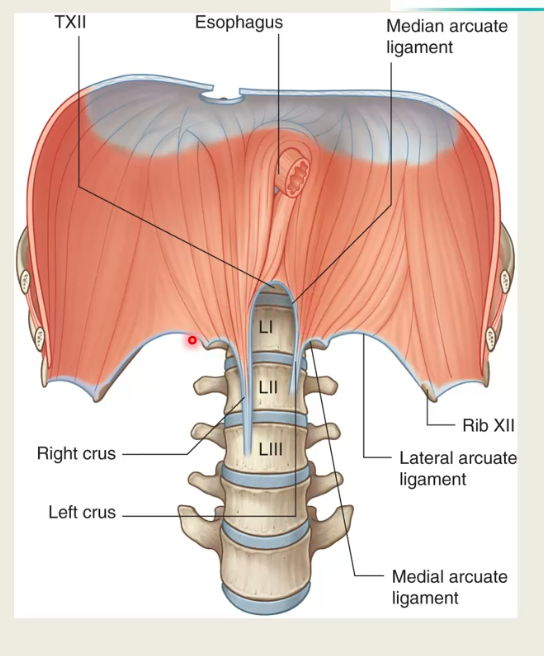 TXII
Esophagus
Median arcuate
ligament
LI
LII
LIII
Right crus
Left crus
Rib XII
Lateral arcuate
ligament
Medial arcuate
ligament